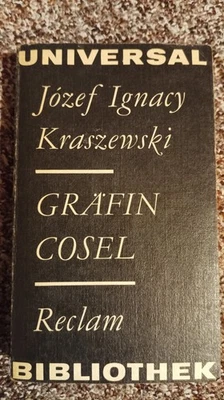 UNIVERSAL
Józef Ignacy
Kraszewski
GRÄFIN
COSEL
Reclam
BIBLIOTHEK